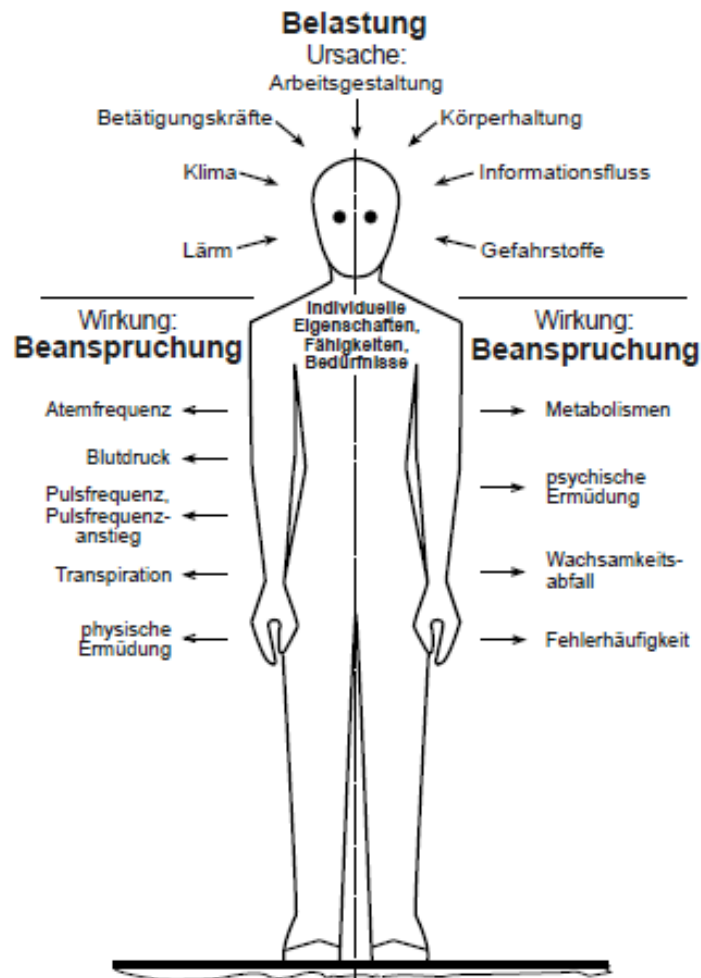 Belastung
Ursache:
Arbeitsgestaltung
Betätigungskräfte
Körperhaltung
Klima
Informationsfluss
Lärm
Gefahrstoffe
Individuelle
Eigenschaften,
Fähigkeiten,
Bedürfnisse
Wirkung:
Beanspruchung
Atemfrequenz
Blutdruck
Pulsfrequenz,
Pulsfrequenz-
anstieg
Transpiration
physische
Ermüdung
Wirkung:
Beanspruchung
Metabolismen
psychische
Ermüdung
Wachsamkeits-
abfall
Fehlerhäufigkeit